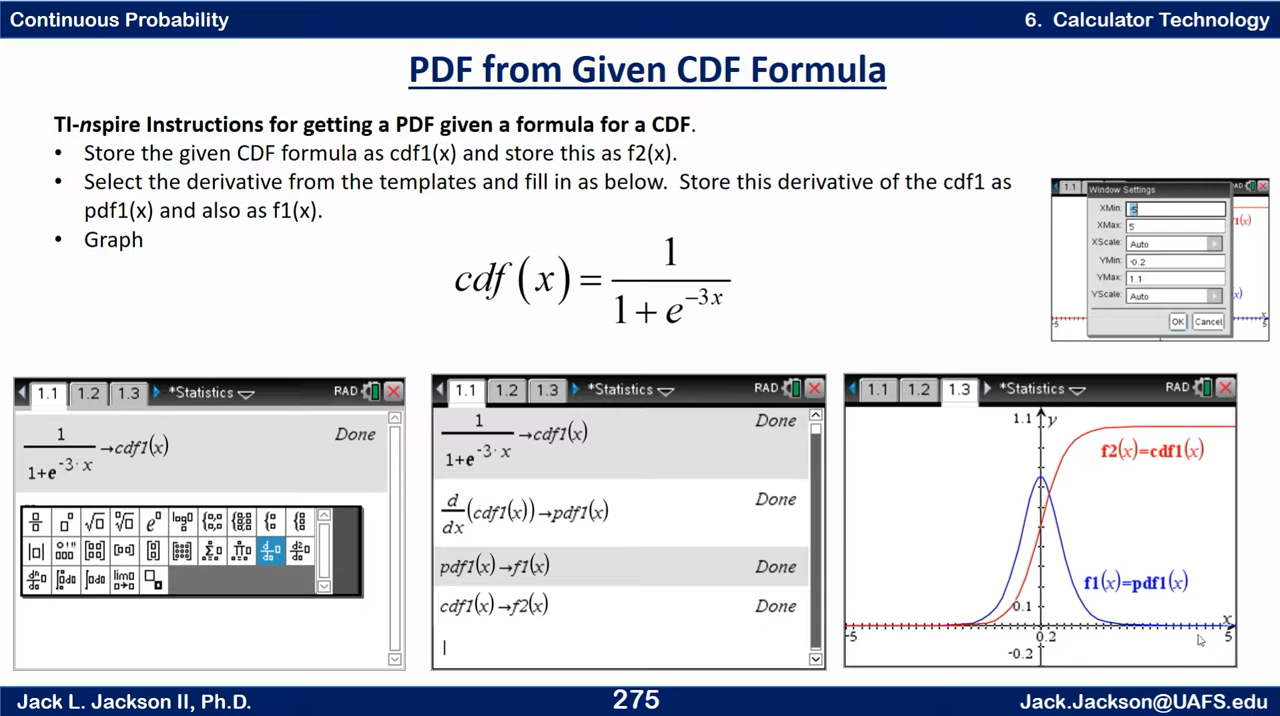 Continuous Probability
6. Calculator Technology
PDF from Given CDF Formula
TI-nspire Instructions for getting a PDF given a formula for a CDF.
• Store the given CDF formula as cdf1(x) and store this as f2(x).
• Select the derivative from the templates and fill in as below. Store this derivative of the cdf1 as
pdf1(x) and also as f1(x).
• Graph
cdf(x) = 1/(1+e^(−3x))
1.1
Window Settings
XMin: -5
XMax: 5
XScale: Auto
YMin: -0.2
YMax: 1.1
YScale: Auto
OK Cancel
1(x)
x)
-5
x
5
1.1 1.2 1.3 *Statistics RAD
1/(1+e^(-3·x)) →cdf1(x) Done
1.1 1.2 1.3 *Statistics RAD
1/(1+e^(-3·x)) →cdf1(x) Done
d/dx(cdf1(x))→pdf1(x) Done
pdf1(x)→f1(x) Done
cdf1(x)→f2(x) Done
1.1 1.2 1.3 *Statistics RAD
1.1 y
f2(x)=cdf1(x)
f1(x)=pdf1(x)
0.1
x
-5 0.2 5
-0.2
Jack L. Jackson II, Ph.D.
275
Jack.Jackson@UAFS.edu